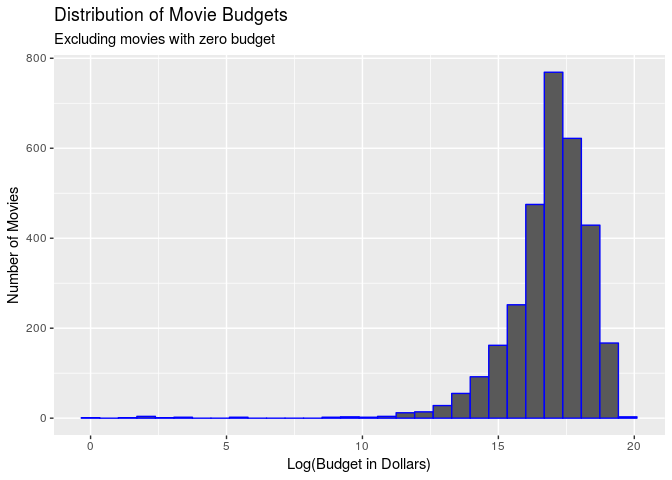 Distribution of Movie Budgets
Excluding movies with zero budget
800
600
400
200
0
Number of Movies
0 5 10 15 20
Log(Budget in Dollars)